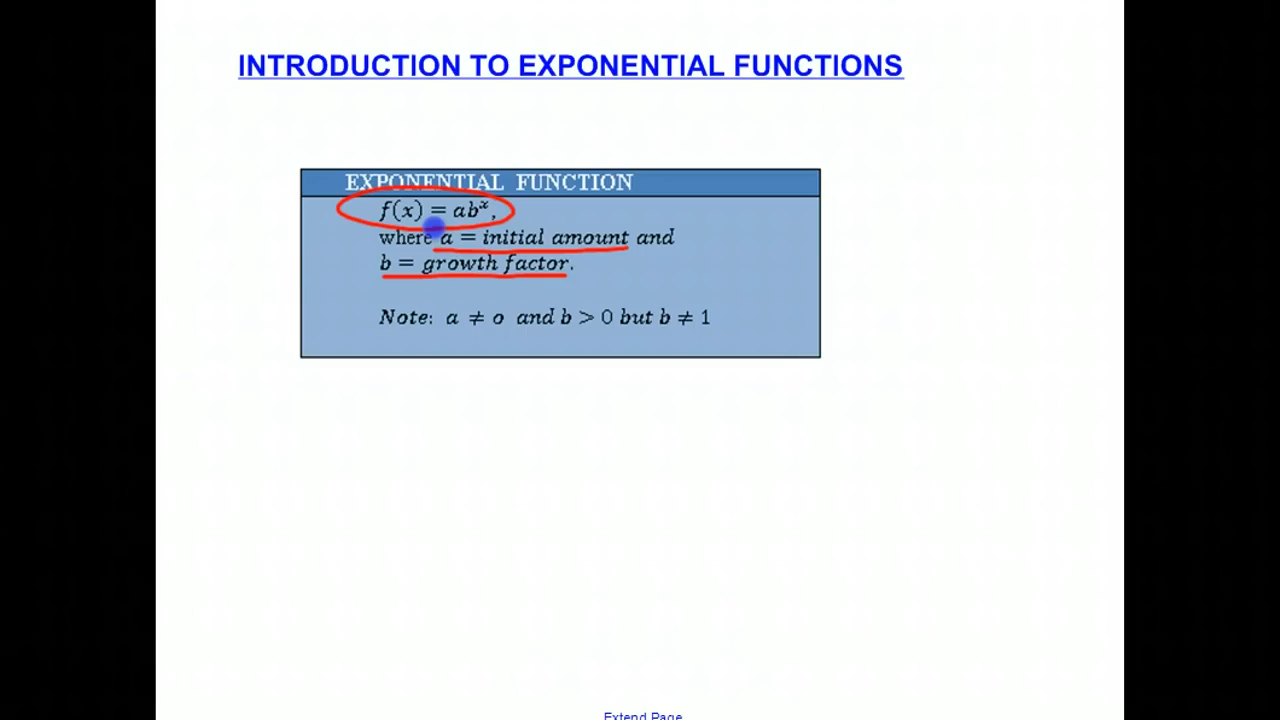 INTRODUCTION TO EXPONENTIAL FUNCTIONS
EXPONENTIAL FUNCTION
f(x) = abˣ,
where a = initial amount and
b = growth factor.
Note: a ≠ o and b > 0 but b ≠ 1
Extend Page